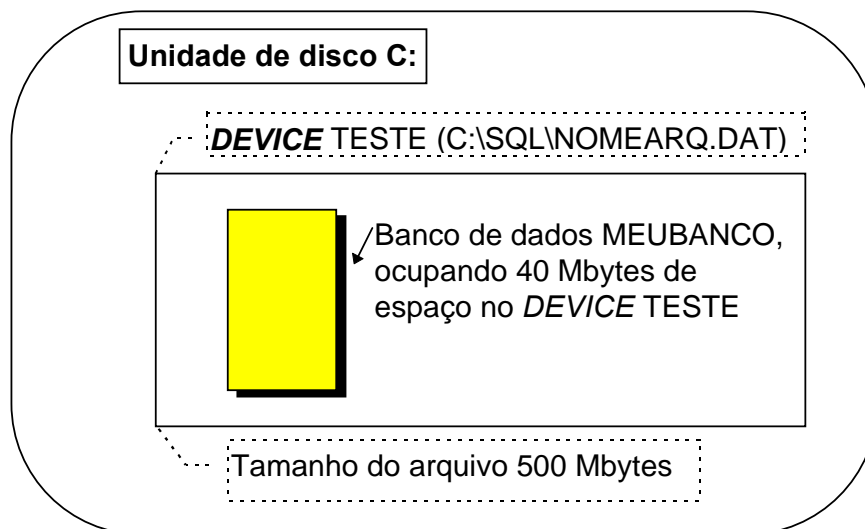 Unidade de disco C:
DEVICE TESTE (C:\SQL\NOMEARQ.DAT)
Banco de dados MEUBANCO,
ocupando 40 Mbytes de
espaço no DEVICE TESTE
Tamanho do arquivo 500 Mbytes